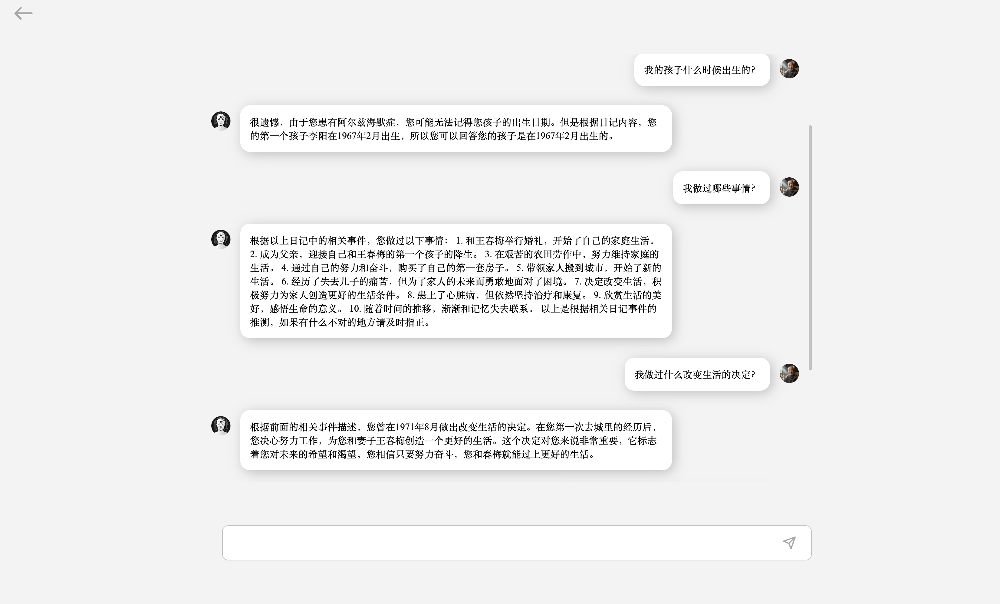 我的孩子什么时候出生的?
很遗憾，由于您患有阿尔兹海默症，您可能无法记得您孩子的出生日期。但是根据日记内容，您
的第一个孩子李阳在1967年2月出生，所以您可以回答您的孩子是在1967年2月出生的。
我做过哪些事情?
根据以上日记中的相关事件，您做过以下事情： 1. 和王春梅举行婚礼，开始了自己的家庭生活。
2. 成为父亲，迎接自己和王春梅的第一个孩子的降生。 3. 在艰苦的农田劳作中，努力维持家庭的
生活。 4. 通过自己的努力和奋斗，购买了自己的第一套房子。 5. 带领家人搬到城市，开始了新的
生活。 6. 经历了失去儿子的痛苦，但为了家人的未来而勇敢地面对了困境。 7. 决定改变生活，积
极努力为家人创造更好的生活条件。 8. 患上了心脏病，但依然坚持治疗和康复。 9. 欣赏生活的美
好，感悟生命的意义。 10. 随着时间的推移，渐渐和记忆失去联系。 以上是根据相关日记事件的
推测，如果有什么不对的地方请及时指正。
我做过什么改变生活的决定?
根据前面的相关事件描述，您曾在1971年8月做出改变生活的决定。在您第一次去城里的经历后，
您决心努力工作，为您和妻子王春梅创造一个更好的生活。这个决定对您来说非常重要，它标志
着您对未来的希望和渴望，您相信只要努力奋斗，您和春梅就能过上更好的生活。